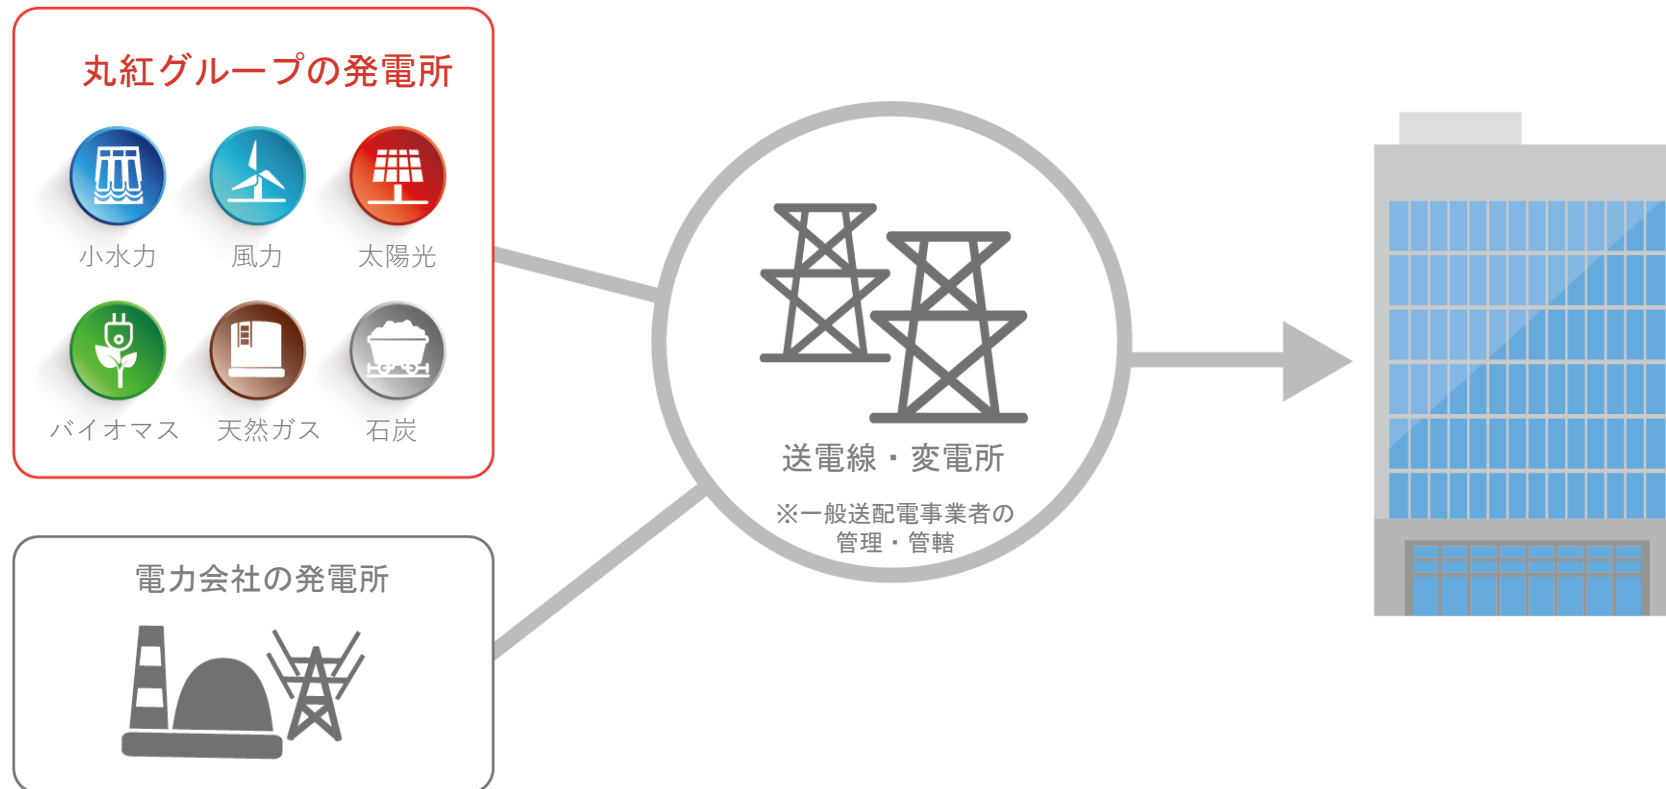 丸紅グループの発電所
小水力
風力
太陽光
バイオマス
天然ガス
石炭
電力会社の発電所
送電線・変電所
※一般送配電事業者の
管理・管轄